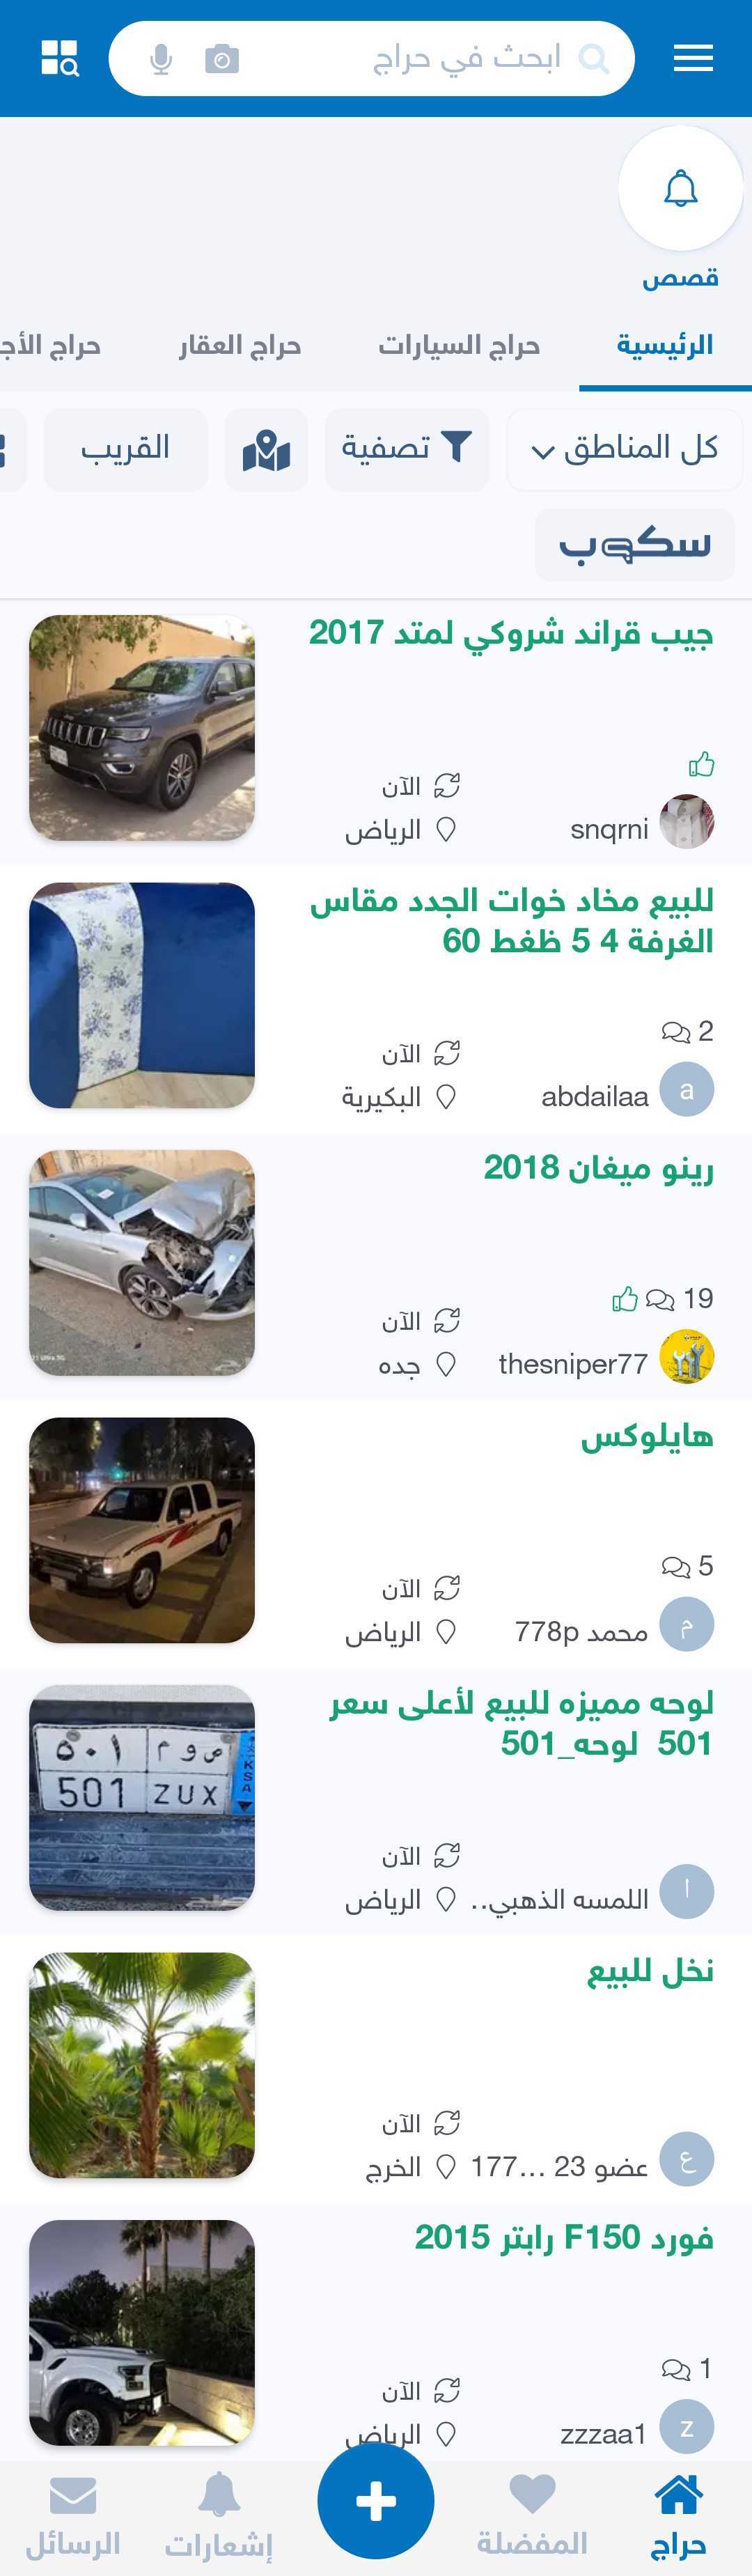 ابحث في حراج
قصص
الرئيسية
حراج السيارات
حراج العقار
حراج الأج
كل المناطق
تصفية
القريب
سكوب
جيب قراند شروكي لمتد 2017
الآن
snqrni
الرياض
للبيع مخاد خوات الجدد مقاس
الغرفة 4 5 ظغط 60
2
الآن
a
abdailaa
البكيرية
رينو ميغان 2018
19
الآن
thesniper77
جده
هايلوكس
5
الآن
م
محمد 778p
الرياض
لوحه مميزه للبيع لأعلى سعر
501 لوحه_501
٥٠١
ص و م
501
ZUX
KSA
الآن
ا
اللمسه الذهبي..
الرياض
نخل للبيع
الآن
ع
عضو 23 ...177
الخرج
فورد F150 رابتر 2015
1
الآن
z
zzzaa1
الرياض
حراج
المفضلة
إشعارات
الرسائل